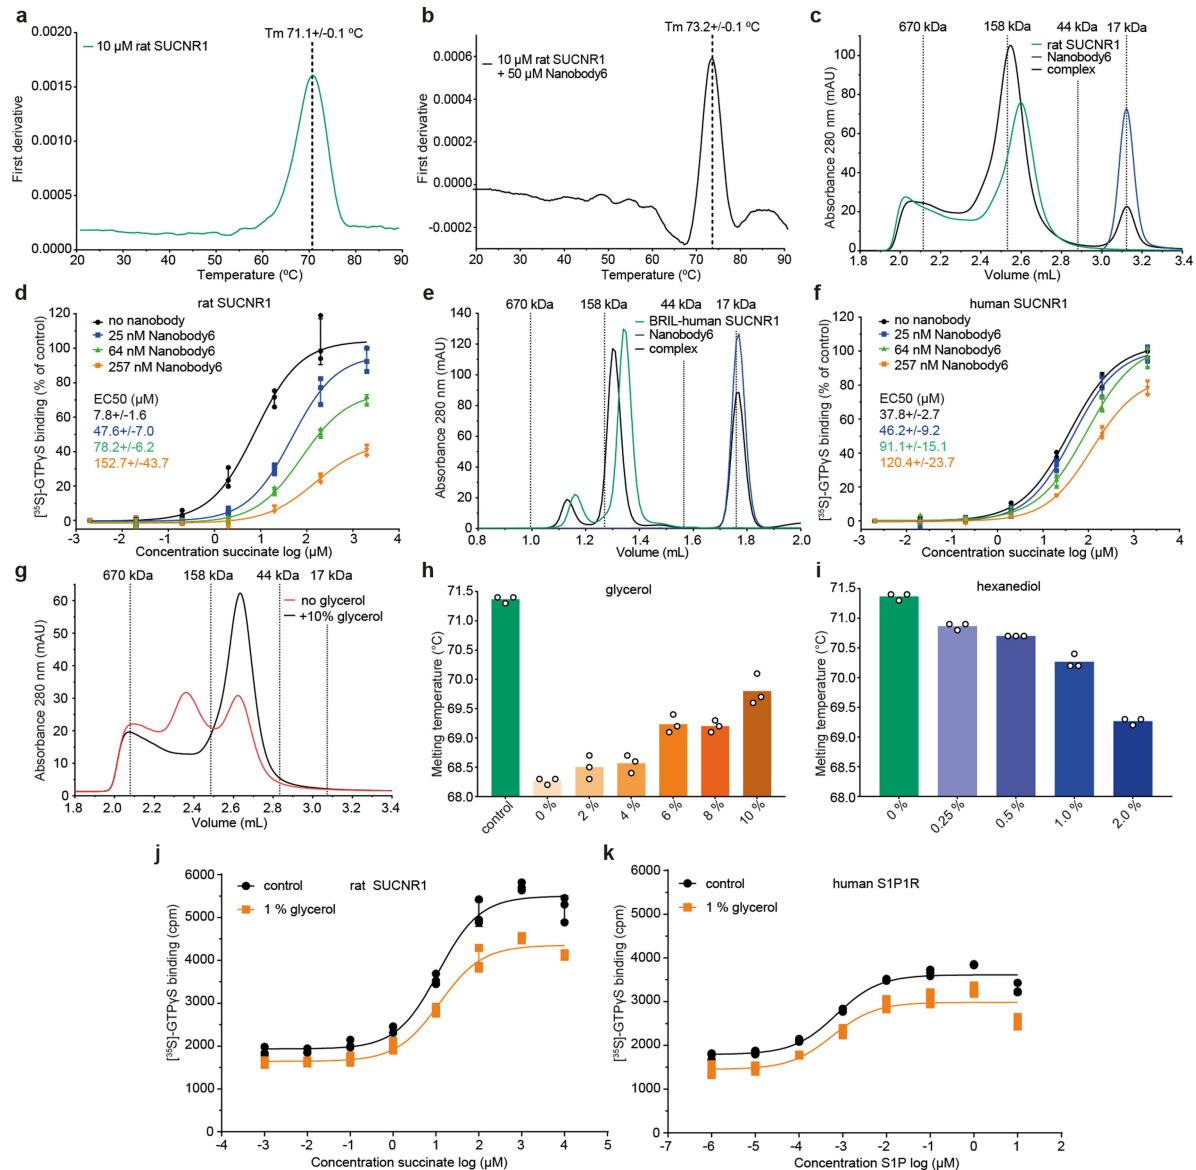 a
Tm 71.1+/-0.1 ºC
10 µM rat SUCNR1
First derivative
0.0020
0.0015
0.0010
0.0005
0.0000
20 30 40 50 60 70 80 90
Temperature (ºC)
b
Tm 73.2+/-0.1 ºC
10 µM rat SUCNR1
+ 50 µM Nanobody6
First derivative
0.0006
0.0004
0.0002
0.0000
-0.0002
20 30 40 50 60 70 80 90
Temperature (ºC)
c
670 kDa 158 kDa 44 kDa 17 kDa
rat SUCNR1
Nanobody6
complex
Absorbance 280 nm (mAU)
100
80
60
40
20
0
1.8 2.0 2.2 2.4 2.6 2.8 3.0 3.2 3.4
Volume (mL)
d
rat SUCNR1
no nanobody
25 nM Nanobody6
64 nM Nanobody6
257 nM Nanobody6
EC50 (µM)
7.8+/-1.6
47.6+/-7.0
78.2+/-6.2
152.7+/-43.7
[³⁵S]-GTPγS binding (% of control)
120
100
80
60
40
20
0
-3 -2 -1 0 1 2 3 4
Concentration succinate log (µM)
e
670 kDa 158 kDa 44 kDa 17 kDa
BRIL-human SUCNR1
Nanobody6
complex
Absorbance 280 nm (mAU)
140
120
100
80
60
40
20
0
0.8 1.0 1.2 1.4 1.6 1.8 2.0
Volume (mL)
f
human SUCNR1
no nanobody
25 nM Nanobody6
64 nM Nanobody6
257 nM Nanobody6
EC50 (µM)
37.8+/-2.7
46.2+/-9.2
91.1+/-15.1
120.4+/-23.7
[³⁵S]-GTPγS binding (% of control)
120
100
80
60
40
20
0
-3 -2 -1 0 1 2 3 4
Concentration succinate log (µM)
g
670 kDa 158 kDa 44 kDa 17 kDa
no glycerol
+10% glycerol
Absorbance 280 nm (mAU)
60
50
40
30
20
10
0
1.8 2.0 2.2 2.4 2.6 2.8 3.0 3.2 3.4
Volume (mL)
h
glycerol
Melting temperature (°C)
71.5
71.0
70.5
70.0
69.5
69.0
68.5
68.0
control 0 % 2 % 4 % 6 % 8 % 10 %
i
hexanediol
Melting temperature (°C)
71.5
71.0
70.5
70.0
69.5
69.0
68.5
68.0
0 % 0.25 % 0.5 % 1.0 % 2.0 %
j
control
1 % glycerol
rat SUCNR1
[³⁵S]-GTPγS binding (cpm)
6000
5000
4000
3000
2000
1000
0
-4 -3 -2 -1 0 1 2 3 4 5
Concentration succinate log (µM)
k
control
1 % glycerol
human S1P1R
[³⁵S]-GTPγS binding (cpm)
6000
5000
4000
3000
2000
1000
0
-7 -6 -5 -4 -3 -2 -1 0 1 2
Concentration S1P log (µM)